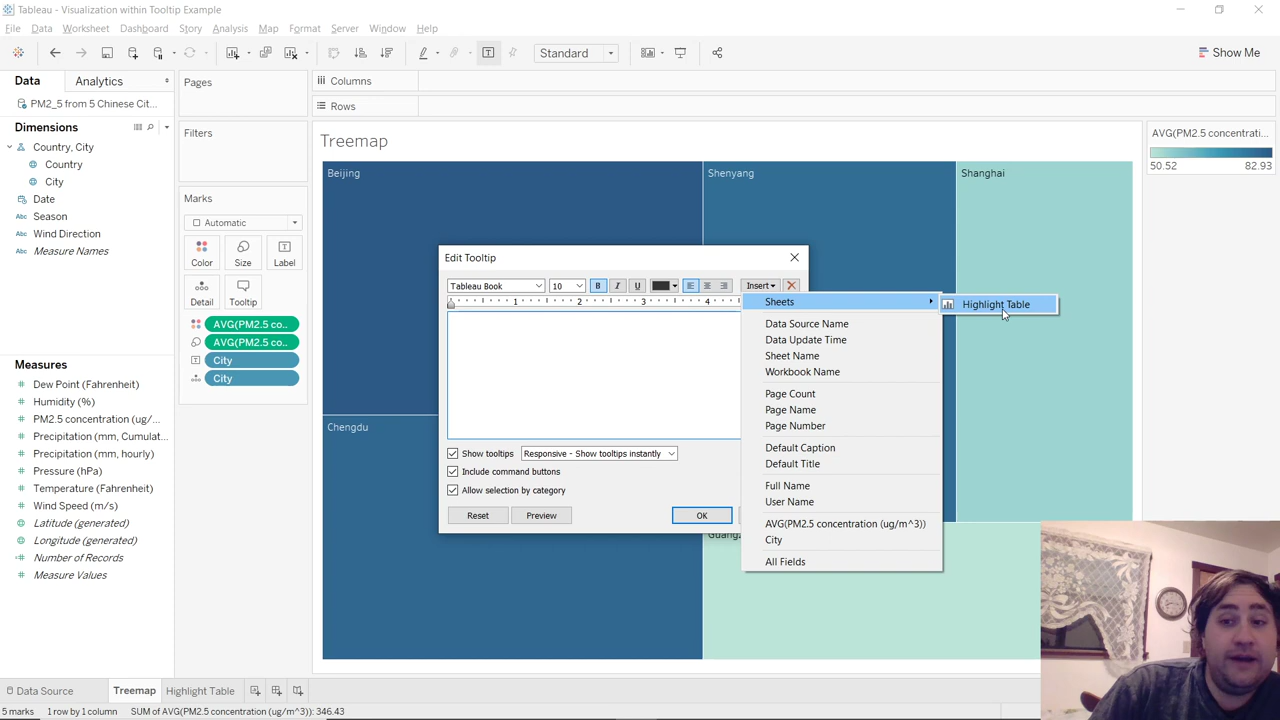 Tableau - Visualization within Tooltip Example
File Data Worksheet Dashboard Story Analysis Map Format Server Window Help
Standard
Show Me
Data Analytics
Pages
Columns
PM2_5 from 5 Chinese Cit...
Rows
Dimensions
Filters
Country, City
Country
City
Date
Season
Abc Wind Direction
Abc Measure Names
Marks
Automatic
Color Size Label
Detail Tooltip
AVG(PM2.5 co..
AVG(PM2.5 co..
City
City
Measures
Dew Point (Fahrenheit)
Humidity (%)
PM2.5 concentration (ug/...
Precipitation (mm, Cumulat...
Precipitation (mm, hourly)
Pressure (hPa)
Temperature (Fahrenheit)
Wind Speed (m/s)
Latitude (generated)
Longitude (generated)
Number of Records
Measure Values
Treemap
Beijing
Shenyang
Shanghai
Chengdu
AVG(PM2.5 concentrati...
50.52 82.93
Edit Tooltip
Tableau Book 10 B I U Insert
1 2 3 4
Sheets
Highlight Table
Data Source Name
Data Update Time
Sheet Name
Workbook Name
Page Count
Page Name
Page Number
Default Caption
Default Title
Full Name
User Name
AVG(PM2.5 concentration (ug/m^3))
City
All Fields
Show tooltips Responsive - Show tooltips instantly
Include command buttons
Allow selection by category
Reset Preview OK
Data Source Treemap Highlight Table
5 marks 1 row by 1 column SUM of AVG(PM2.5 concentration (ug/m^3)): 346.43